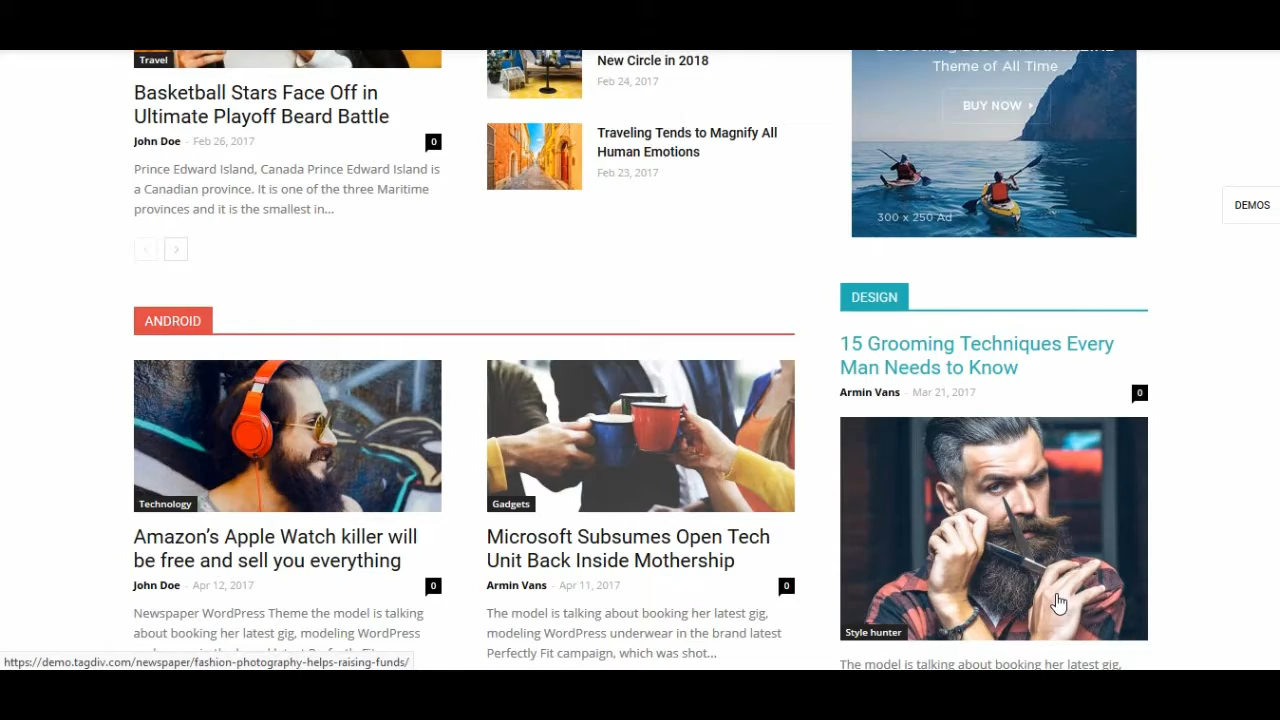 Travel
Basketball Stars Face Off in
Ultimate Playoff Beard Battle
John Doe - Feb 26, 2017
0
Prince Edward Island, Canada Prince Edward Island is
a Canadian province. It is one of the three Maritime
provinces and it is the smallest in...
New Circle in 2018
Feb 24, 2017
Traveling Tends to Magnify All
Human Emotions
Feb 23, 2017
Theme of All Time
BUY NOW
300 x 250 Ad
DEMOS
ANDROID
Technology
Amazon’s Apple Watch killer will
be free and sell you everything
John Doe - Apr 12, 2017
0
Newspaper WordPress Theme the model is talking
about booking her latest gig, modeling WordPress
Gadgets
Microsoft Subsumes Open Tech
Unit Back Inside Mothership
Armin Vans - Apr 11, 2017
0
The model is talking about booking her latest gig,
modeling WordPress underwear in the brand latest
Perfectly Fit campaign, which was shot...
DESIGN
15 Grooming Techniques Every
Man Needs to Know
Armin Vans - Mar 21, 2017
0
Style hunter
The model is talking about booking her latest gig,
https://demo.tagdiv.com/newspaper/fashion-photography-helps-raising-funds/